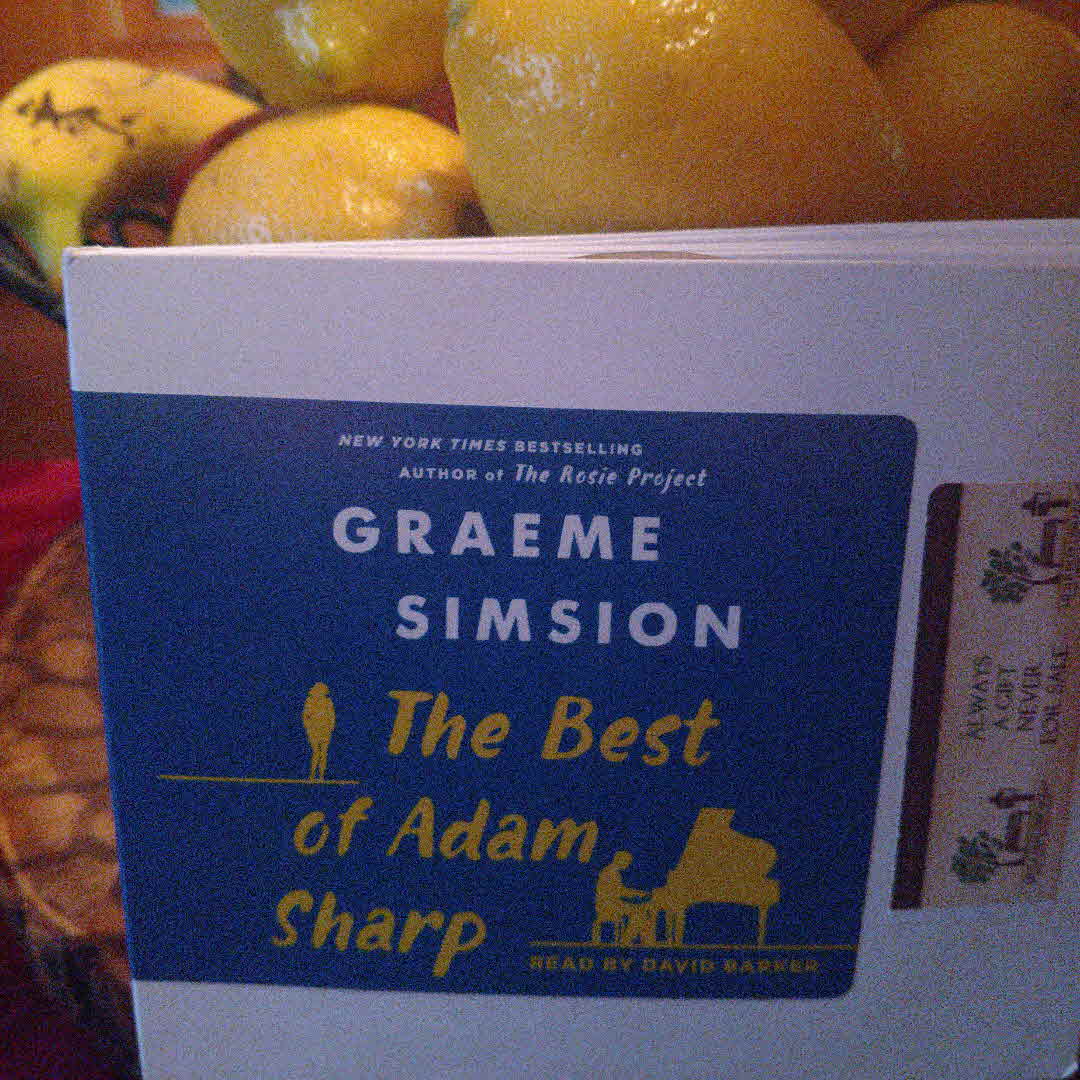 NEW YORK TIMES BESTSELLING
AUTHOR of The Rosie Project
GRAEME
SIMSION
The Best
of Adam
Sharp
READ BY DAVID BARKER
ALWAYS
A GIFT
NEVER
FOR SALE